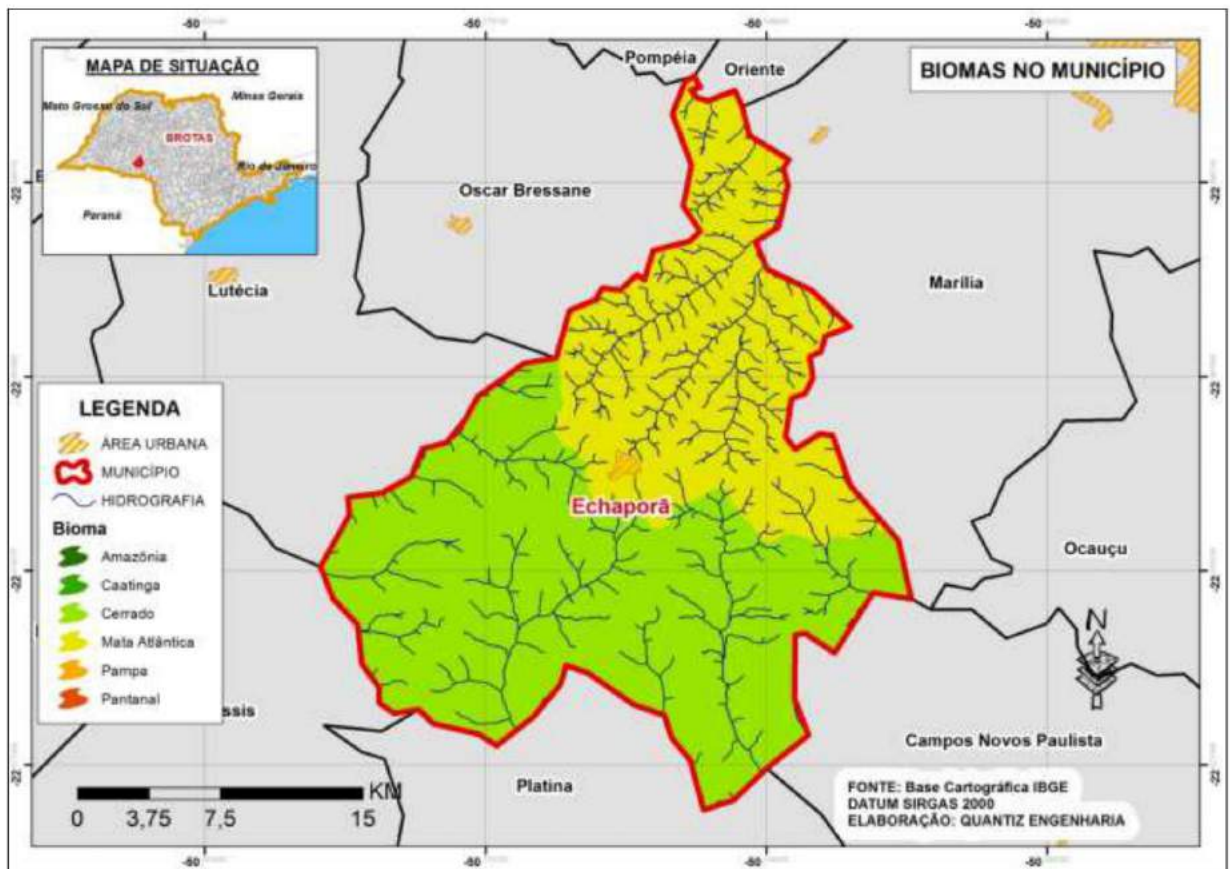 -50
-50
-50
-50
MAPA DE SITUAÇÃO
Mato Grosso do Sul
Minas Gerais
BROTAS
Rio de Janeiro
Paraná
Pompéia
Oriente
BIOMAS NO MUNICÍPIO
-22
-22
Oscar Bressane
Lutécia
Marília
-22
-22
LEGENDA
ÁREA URBANA
MUNICÍPIO
HIDROGRAFIA
Bioma
Amazônia
Caatinga
Cerrado
Mata Atlântica
Pampa
Pantanal
Echaporã
Ocauçu
-22
-22
N
ssis
Campos Novos Paulista
Platina
-22
-22
KM
0 3,75 7,5 15
FONTE: Base Cartográfica IBGE
DATUM SIRGAS 2000
ELABORAÇÃO: QUANTIZ ENGENHARIA
-50
-50
-50
-50